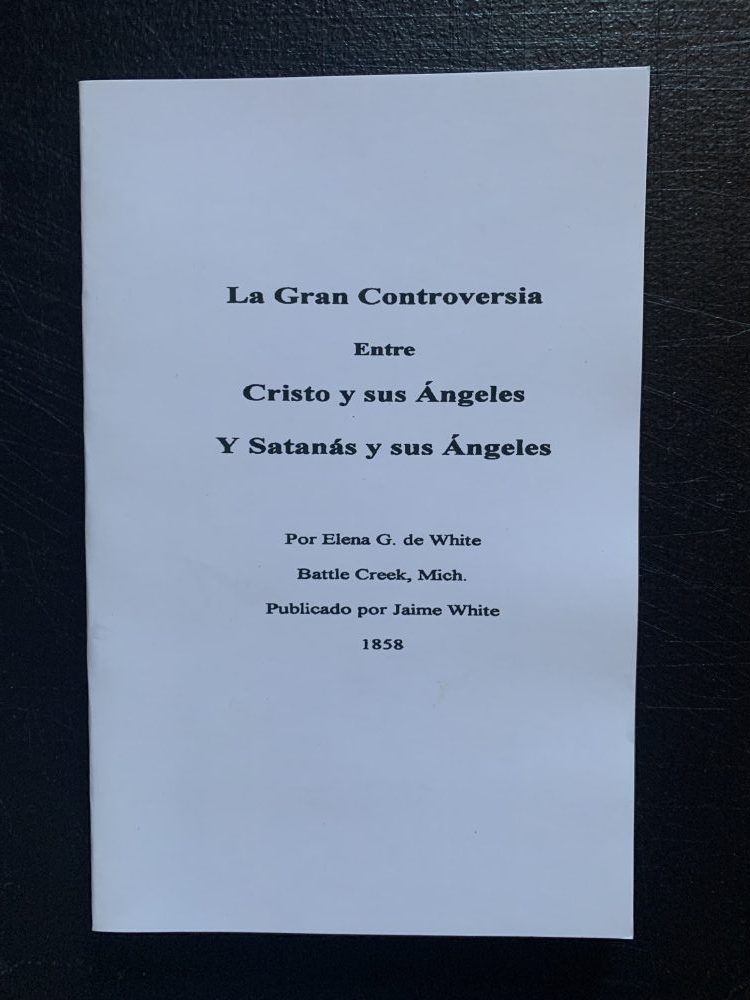 La Gran Controversia
Entre
Cristo y sus Ángeles
Y Satanás y sus Ángeles
Por Elena G. de White
Battle Creek, Mich.
Publicado por Jaime White
1858